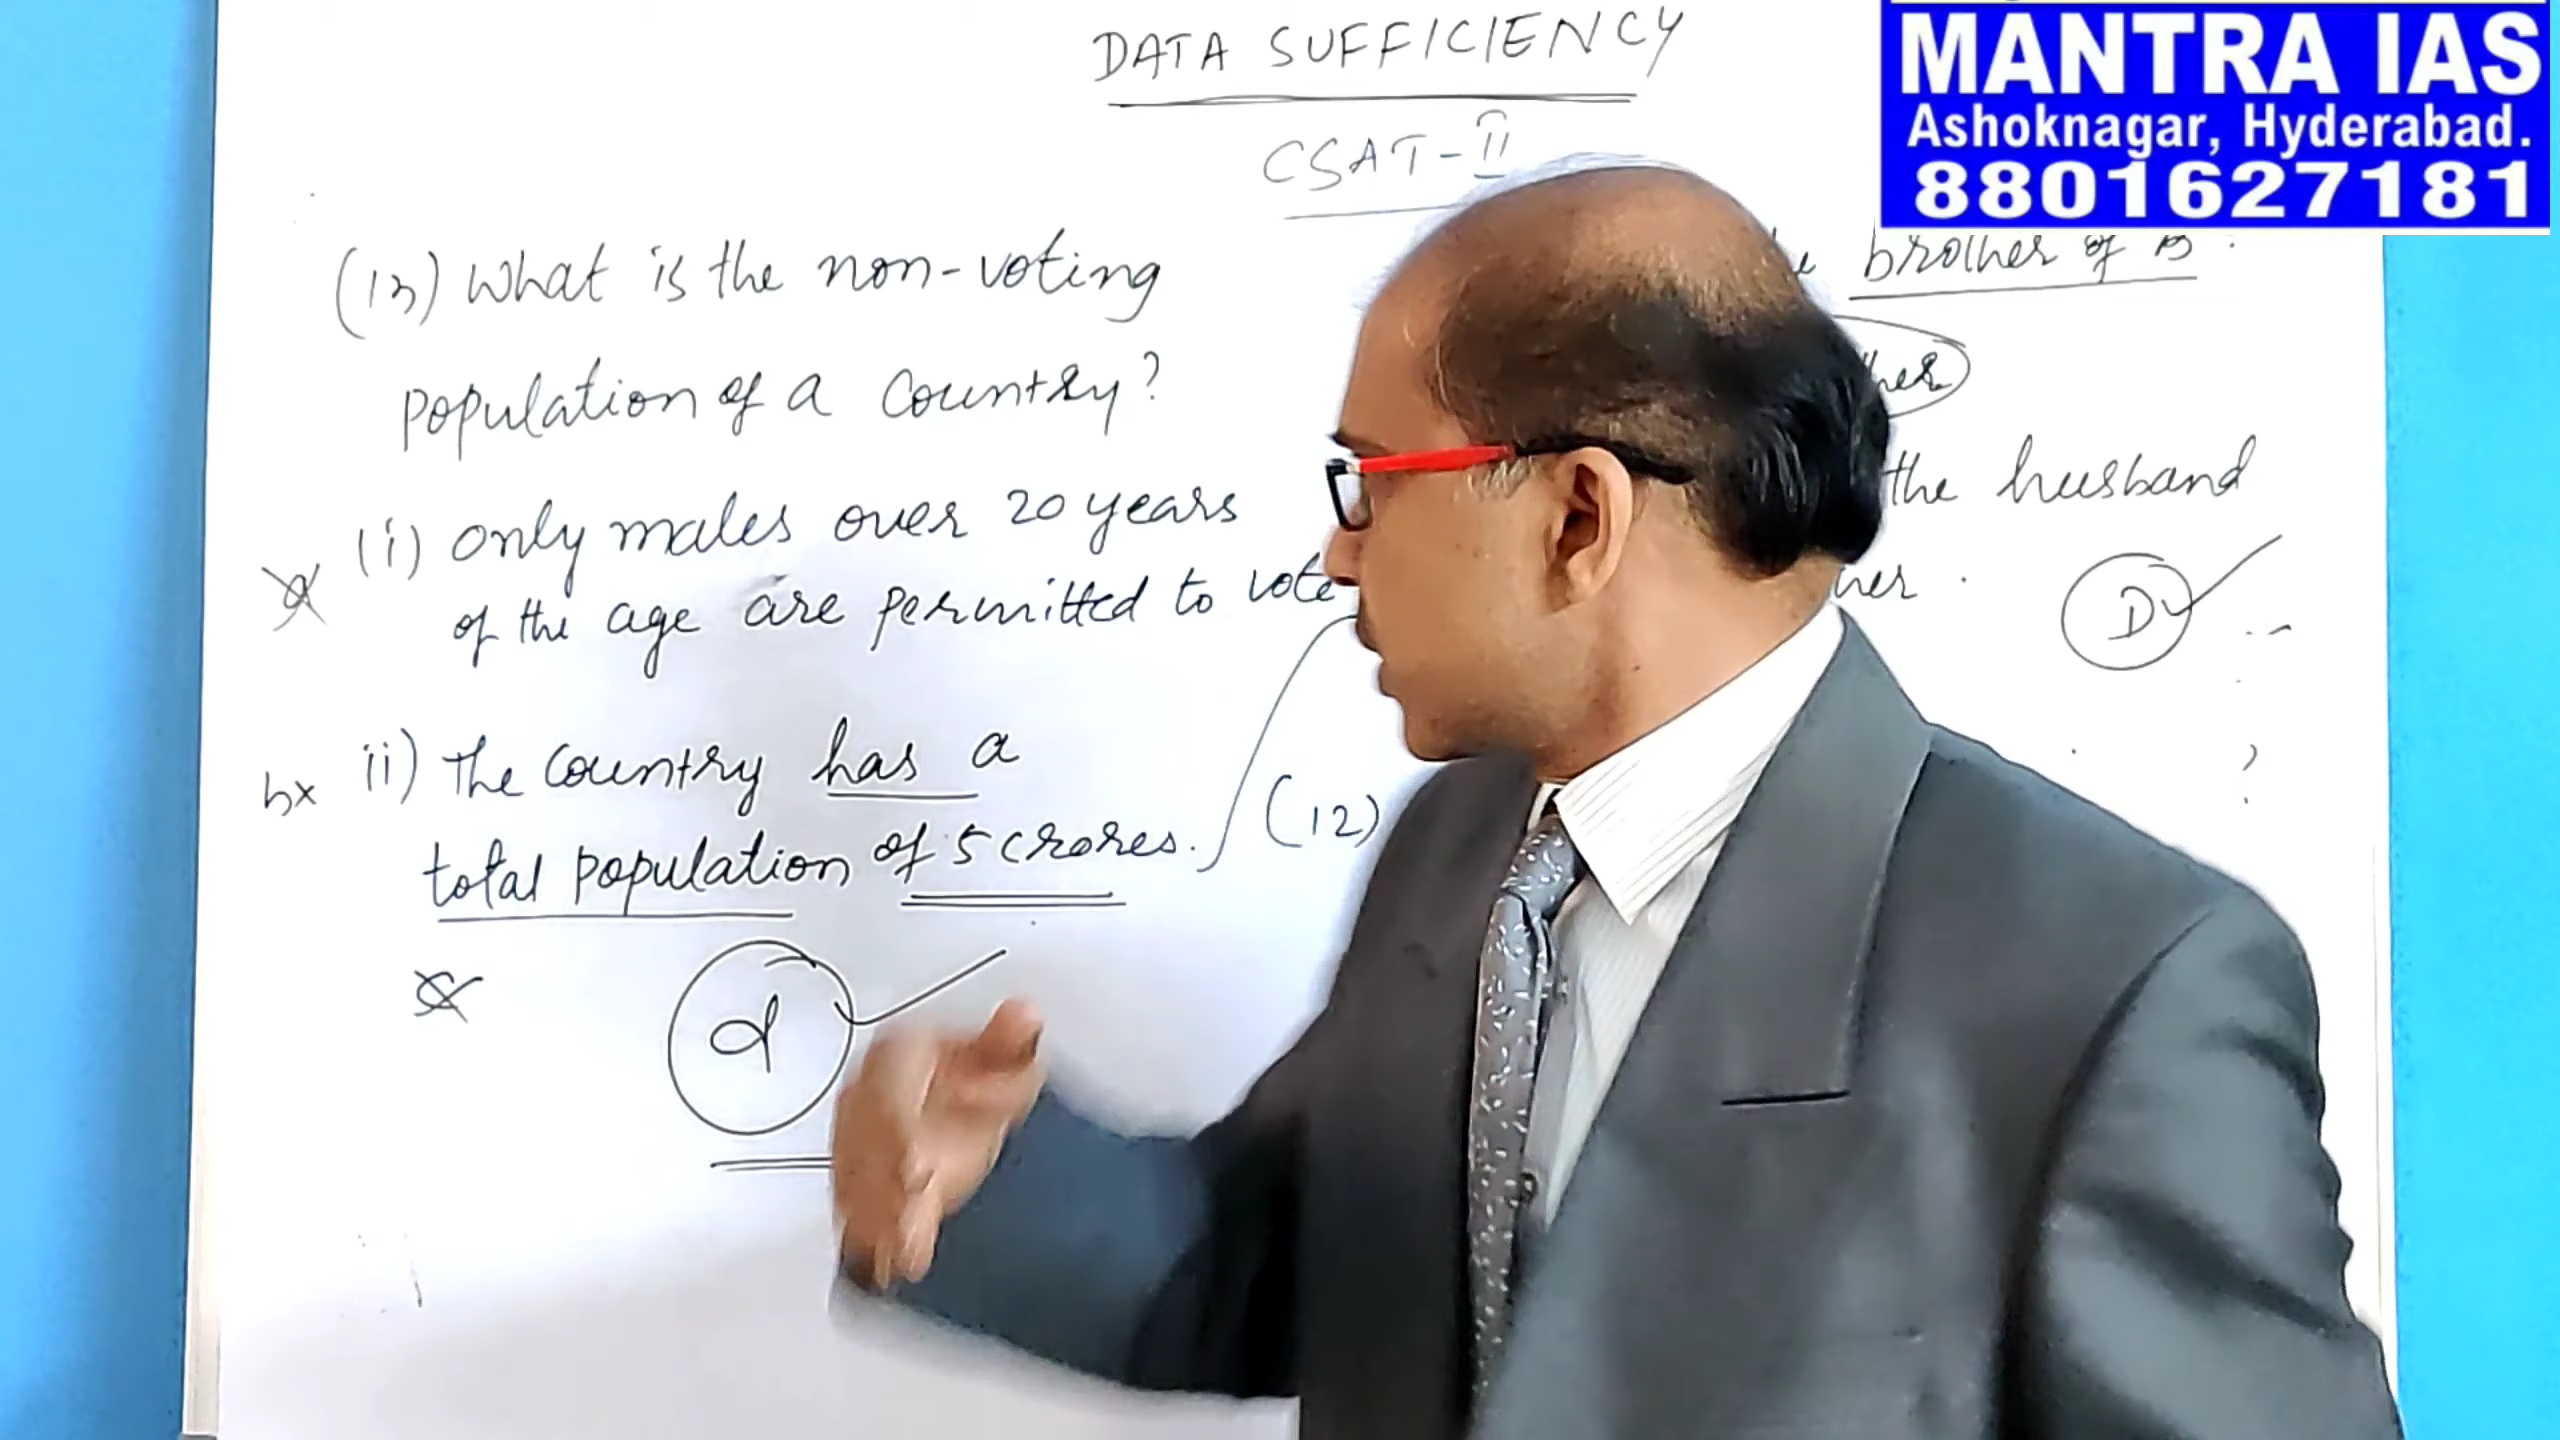 DATA SUFFICIENCY
CSAT-II
MANTRA IAS
Ashoknagar, Hyderabad.
8801627181
(13) What is the non-voting
population of a country?
(i) only males over 20 years
of the age are permitted to vote
a
ii) The country has a
total population of 5 crores.
bx
c
d
brother of B.
the husband
D
(12)